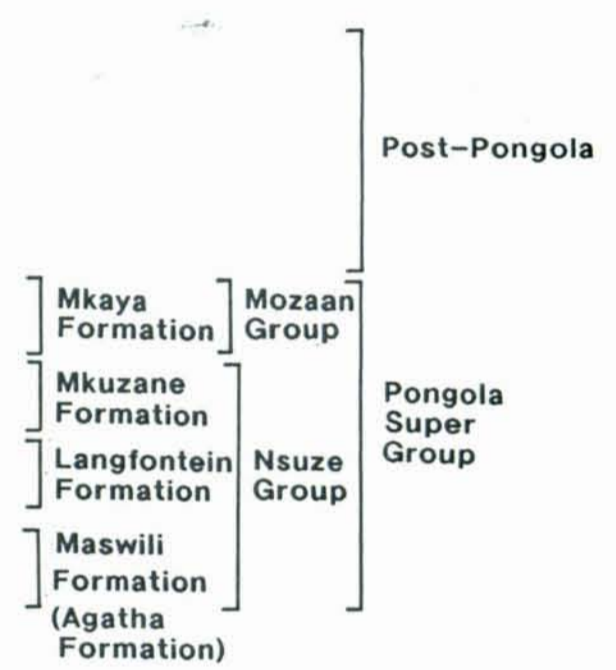 Post-Pongola
Mkaya
Formation
Mozaan
Group
Mkuzane
Formation
Langfontein
Formation
Nsuze
Group
Maswili
Formation
(Agatha
Formation)
Pongola
Super
Group